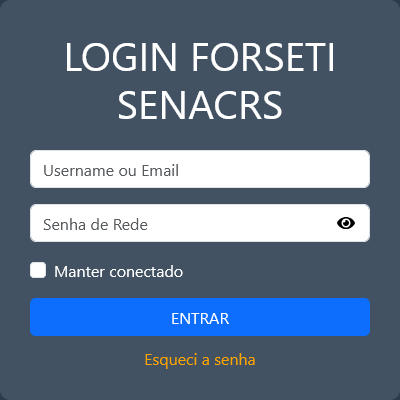 LOGIN FORSETI
SENACRS
Username ou Email
Senha de Rede
Manter conectado
ENTRAR
Esqueci a senha